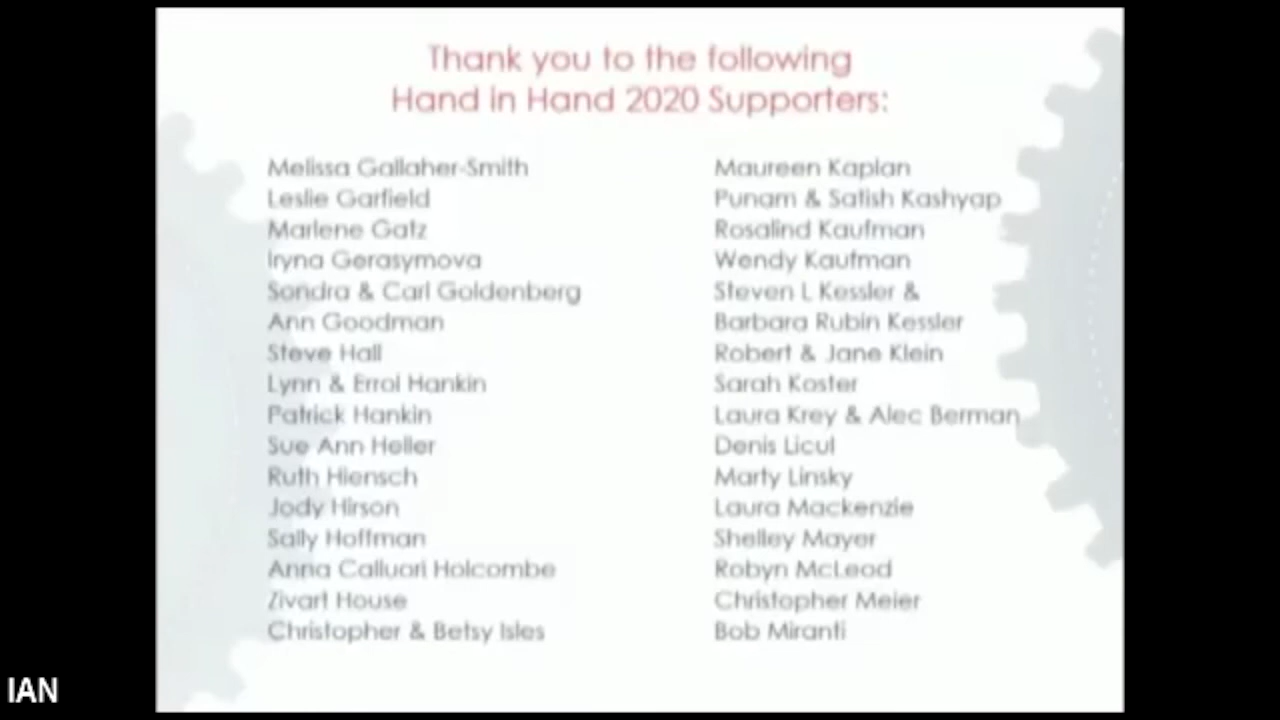 Thank you to the following
Hand in Hand 2020 Supporters:
Melissa Gallaher-Smith
Leslie Garfield
Marlene Gatz
Iryna Gerasymova
Sondra & Carl Goldenberg
Ann Goodman
Steve Hall
Lynn & Errol Hankin
Patrick Hankin
Sue Ann Heller
Ruth Hiensch
Jody Hirson
Sally Hoffman
Anna Calluori Holcombe
Zivart House
Christopher & Betsy Isles
Maureen Kaplan
Punam & Satish Kashyap
Rosalind Kaufman
Wendy Kaufman
Steven L Kessler &
Barbara Rubin Kessler
Robert & Jane Klein
Sarah Koster
Laura Krey & Alec Berman
Denis Licul
Marty Linsky
Laura Mackenzie
Shelley Mayer
Robyn McLeod
Christopher Meier
Bob Miranti
IAN